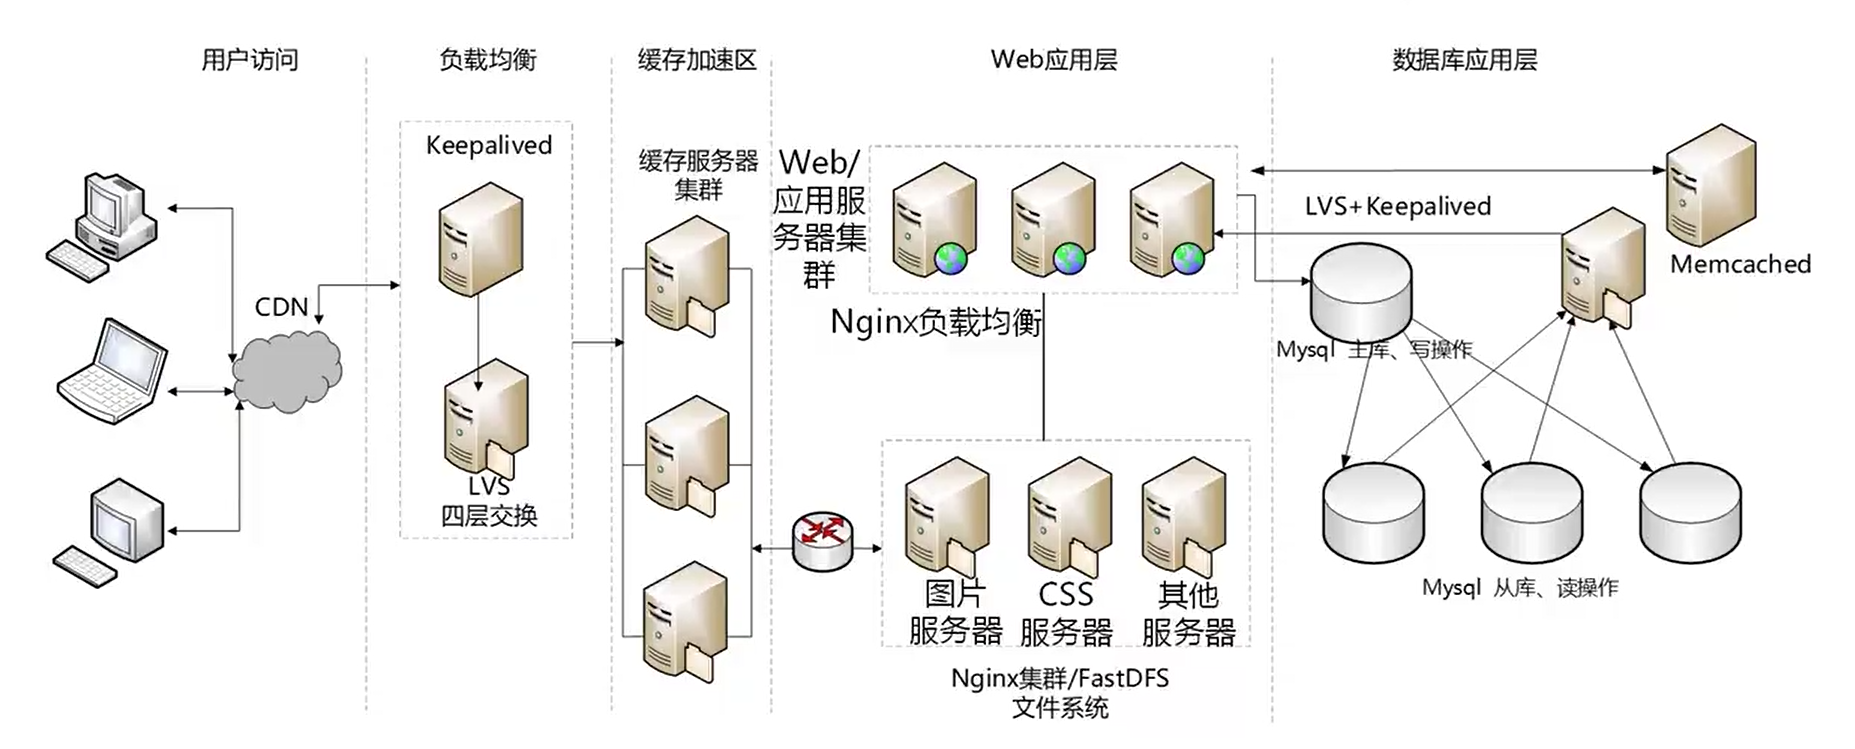 用户访问
负载均衡
缓存加速区
Web应用层
数据库应用层
CDN
Keepalived
LVS
四层交换
缓存服务器
集群
Web/
应用服
务器集
群
Nginx负载均衡
图片
服务器
CSS
服务器
其他
服务器
Nginx集群/FastDFS
文件系统
LVS+Keepalived
Memcached
Mysql 主库、写操作
Mysql 从库、读操作